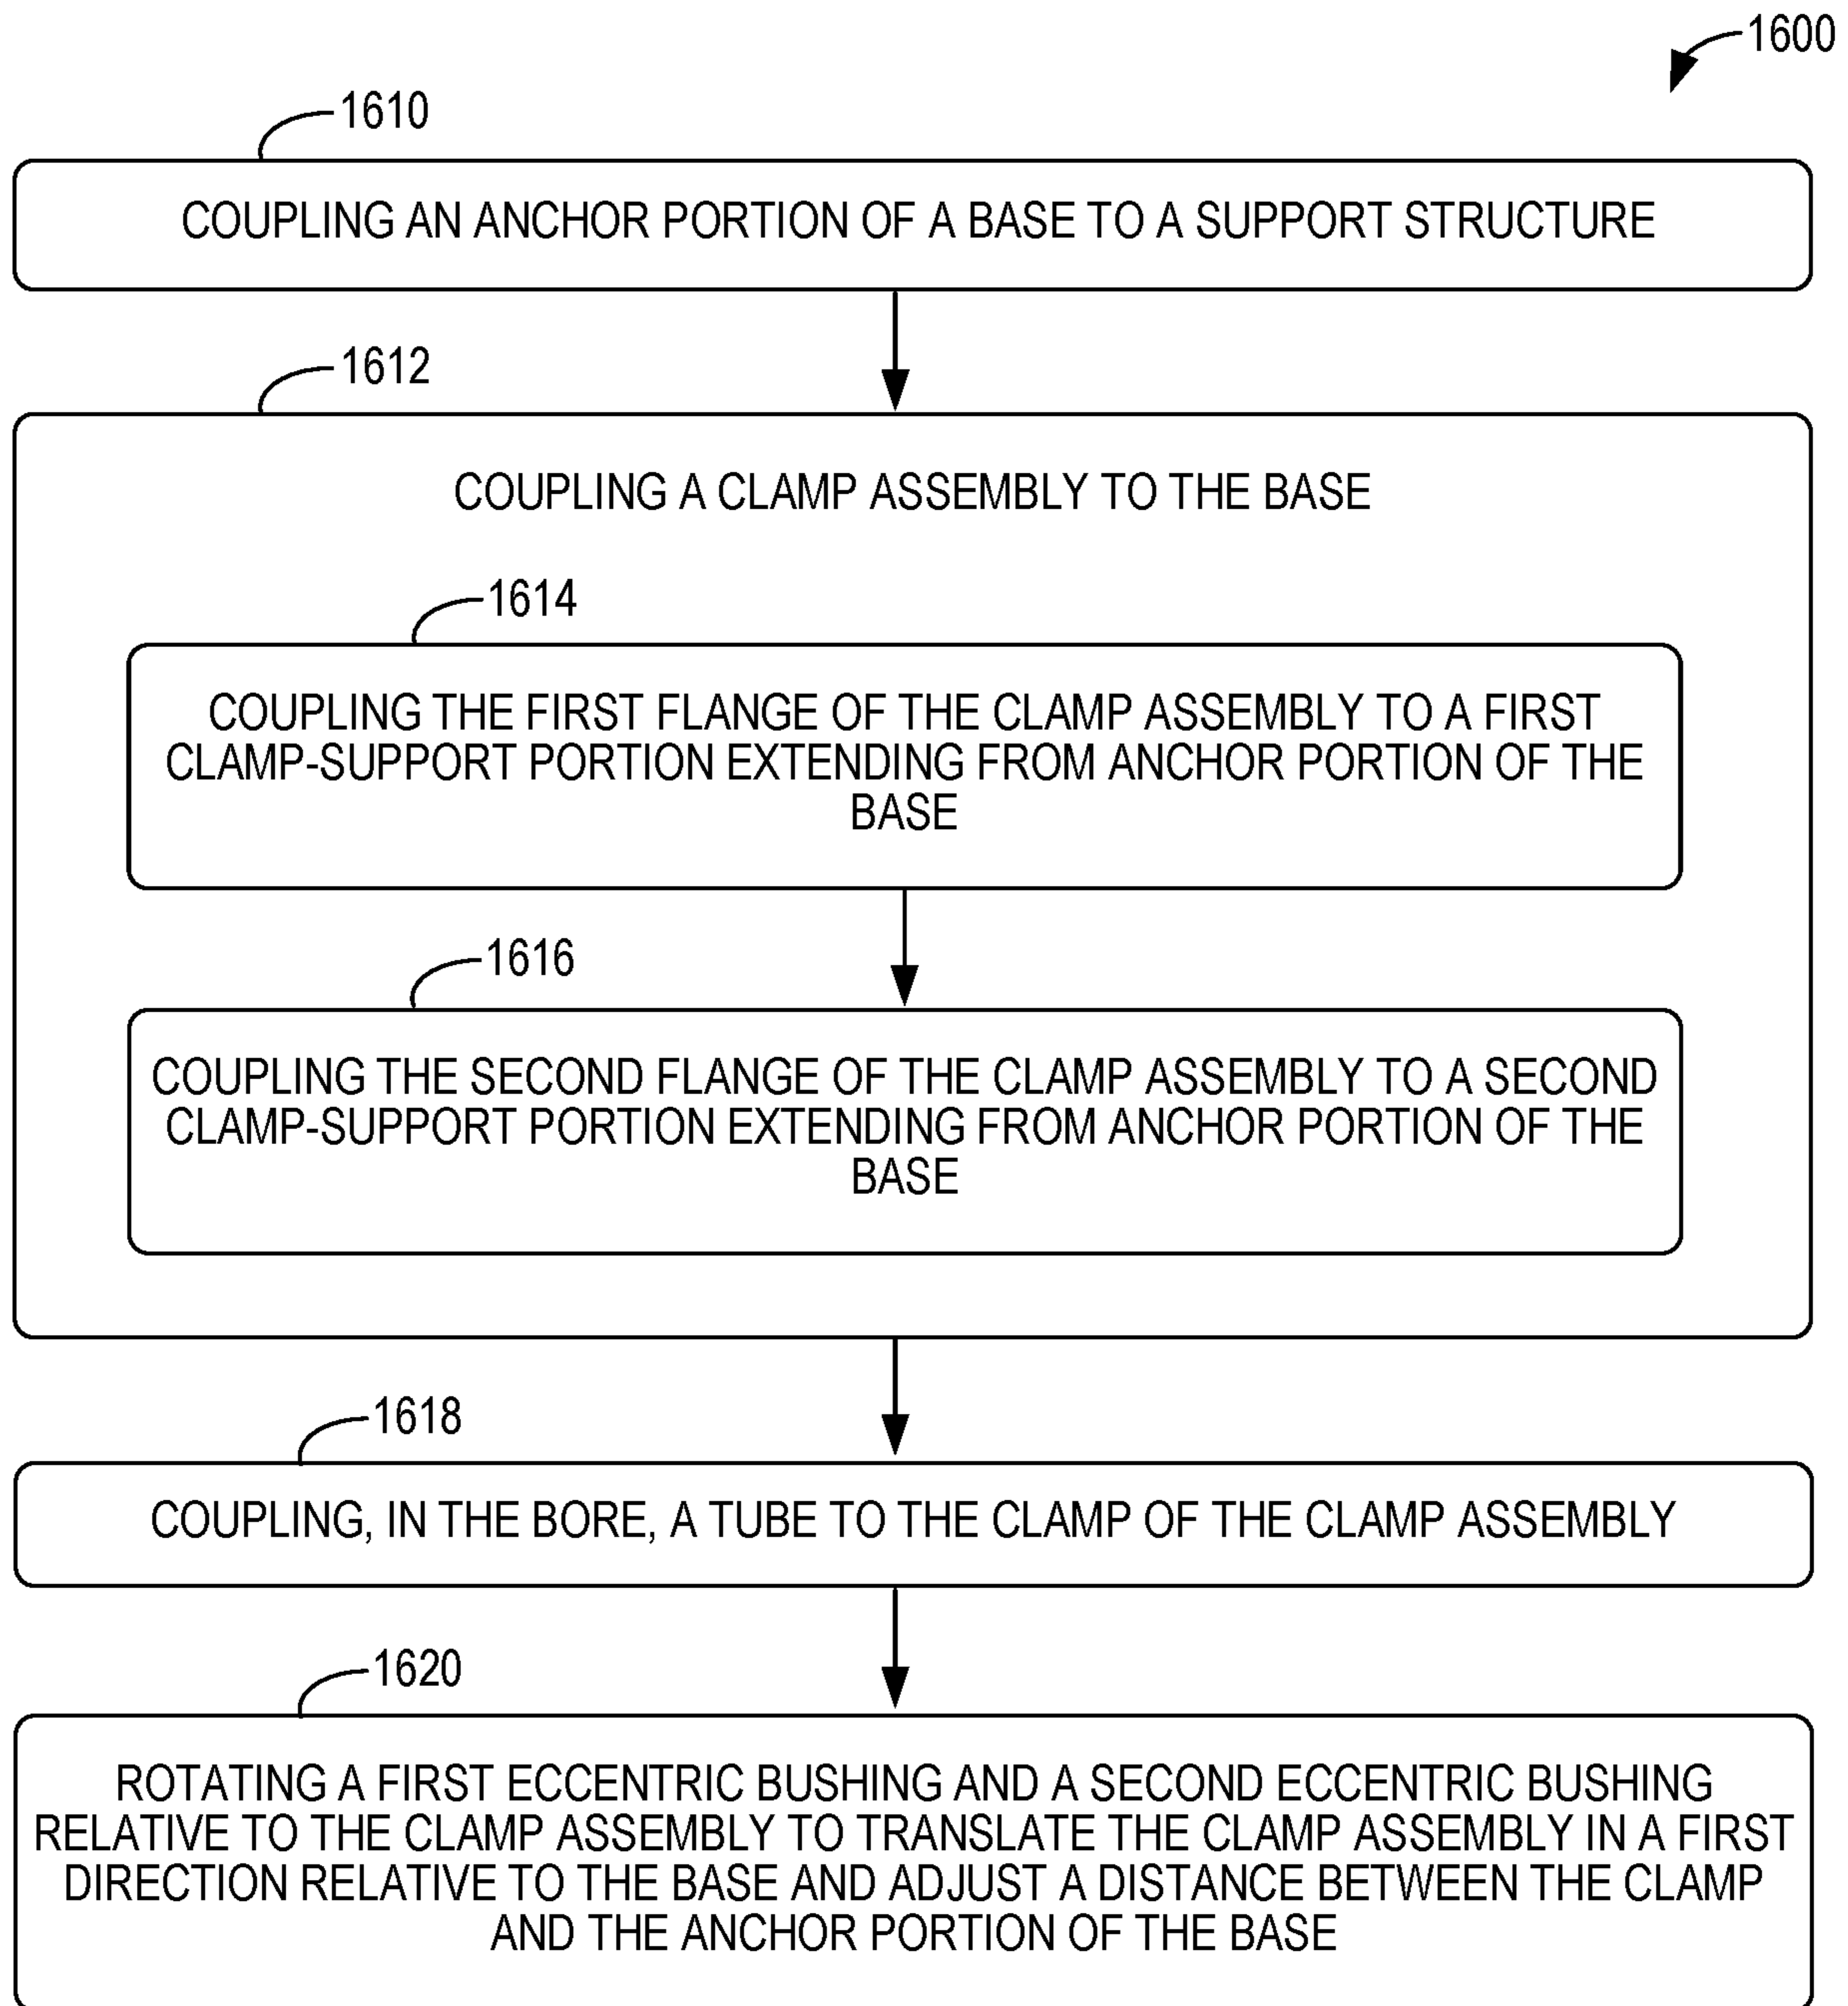 1600
1610
COUPLING AN ANCHOR PORTION OF A BASE TO A SUPPORT STRUCTURE
1612
COUPLING A CLAMP ASSEMBLY TO THE BASE
1614
COUPLING THE FIRST FLANGE OF THE CLAMP ASSEMBLY TO A FIRST
CLAMP-SUPPORT PORTION EXTENDING FROM ANCHOR PORTION OF THE
BASE
1616
COUPLING THE SECOND FLANGE OF THE CLAMP ASSEMBLY TO A SECOND
CLAMP-SUPPORT PORTION EXTENDING FROM ANCHOR PORTION OF THE
BASE
1618
COUPLING, IN THE BORE, A TUBE TO THE CLAMP OF THE CLAMP ASSEMBLY
1620
ROTATING A FIRST ECCENTRIC BUSHING AND A SECOND ECCENTRIC BUSHING
RELATIVE TO THE CLAMP ASSEMBLY TO TRANSLATE THE CLAMP ASSEMBLY IN A FIRST
DIRECTION RELATIVE TO THE BASE AND ADJUST A DISTANCE BETWEEN THE CLAMP
AND THE ANCHOR PORTION OF THE BASE